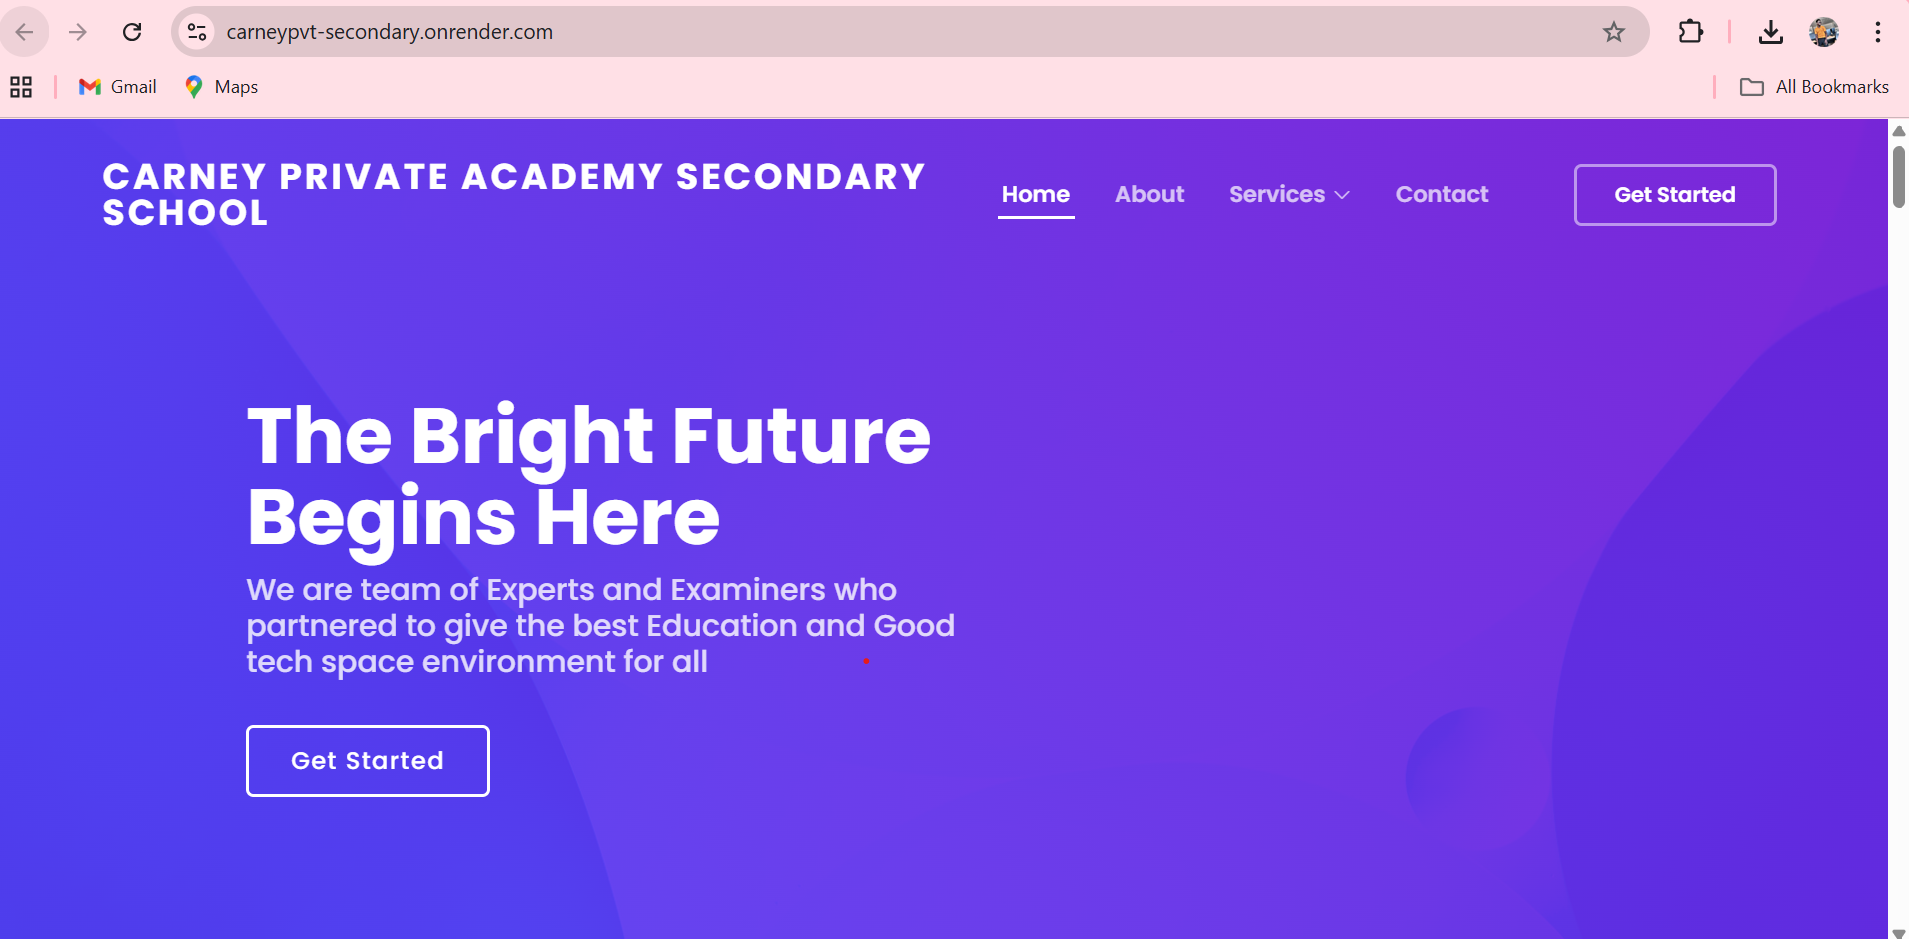 carneypvt-secondary.onrender.com
Gmail
Maps
All Bookmarks
CARNEY PRIVATE ACADEMY SECONDARY
SCHOOL
Home
About
Services
Contact
Get Started
The Bright Future
Begins Here
We are team of Experts and Examiners who
partnered to give the best Education and Good
tech space environment for all
Get Started